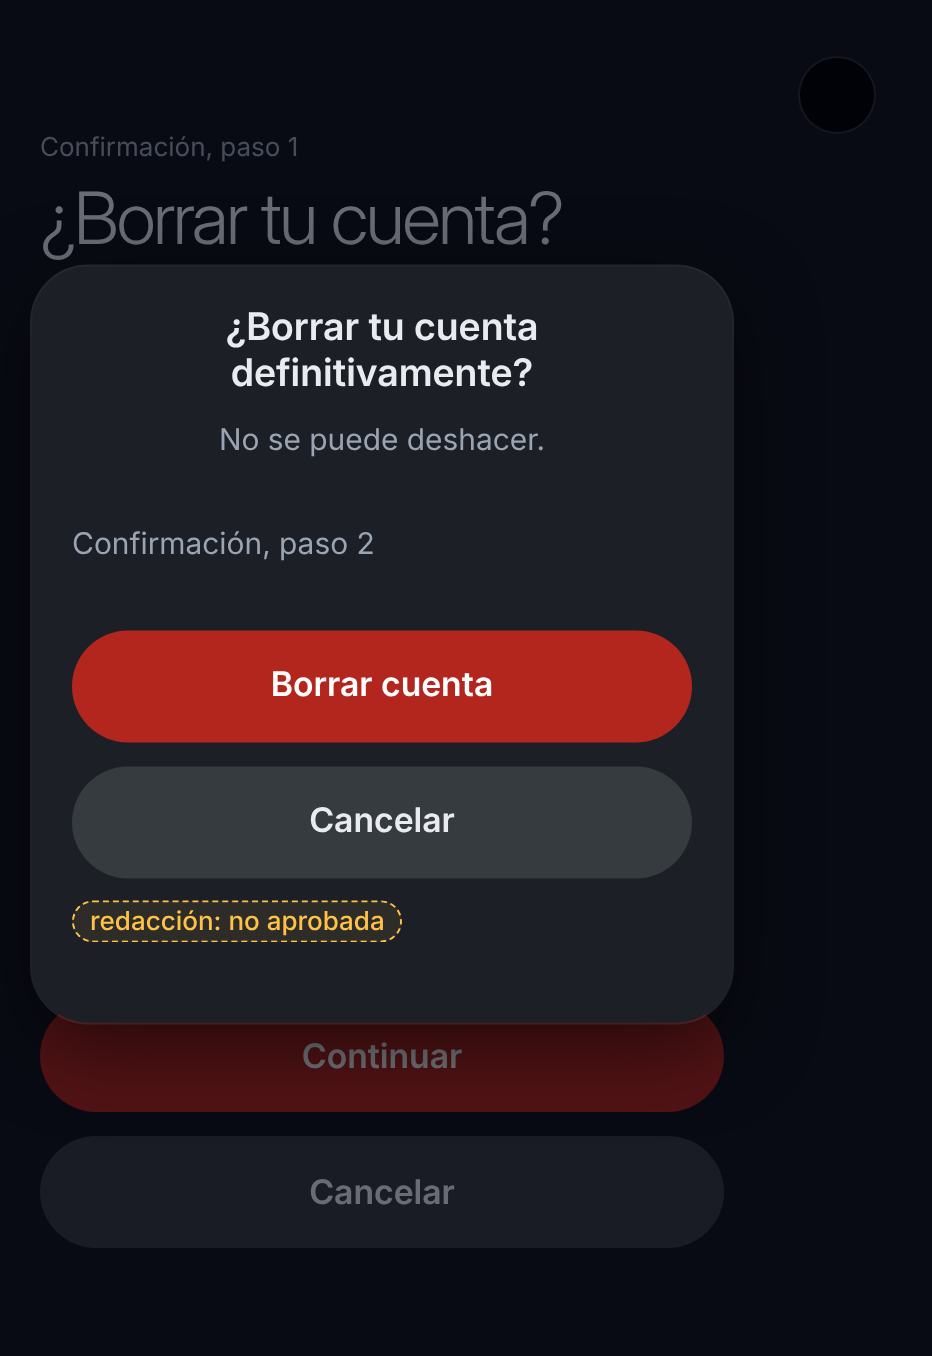 Confirmación, paso 1
¿Borrar tu cuenta?
¿Borrar tu cuenta
definitivamente?
No se puede deshacer.
Confirmación, paso 2
Borrar cuenta
Cancelar
redacción: no aprobada
Continuar
Cancelar